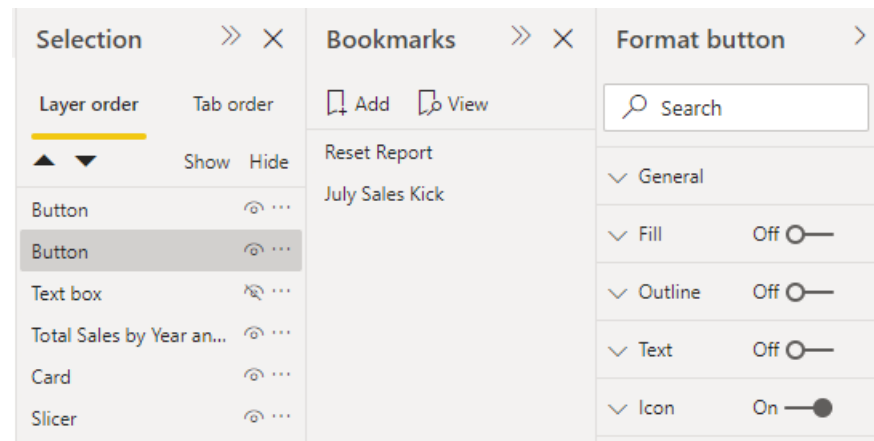 Selection
Layer order Tab order
Show Hide
Button
Button
Text box
Total Sales by Year an...
Card
Slicer
Bookmarks
Add View
Reset Report
July Sales Kick
Format button
Search
General
Fill Off
Outline Off
Text Off
Icon On